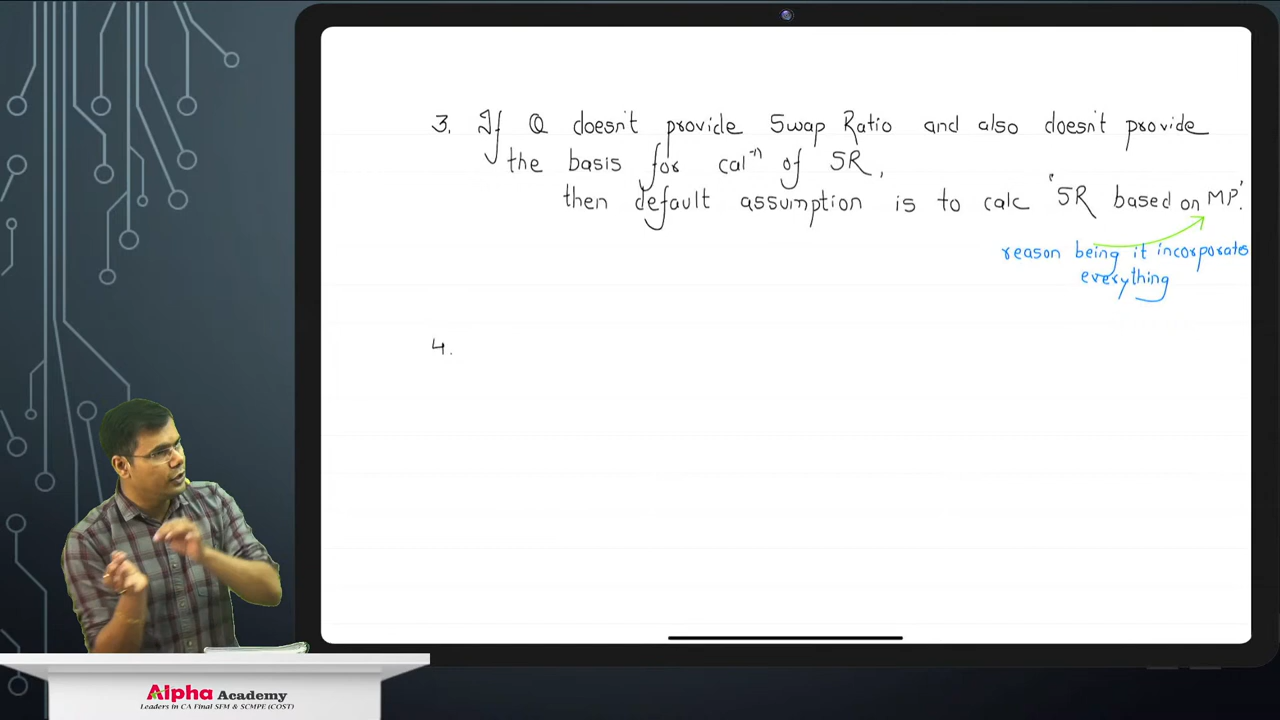 3. If Q doesn't provide Swap Ratio and also doesn't provide
the basis for calⁿ of SR,
then default assumption is to calc 'SR based on MP'.
reason being it incorporates
everything
4.
Alpha Academy
Leaders in CA Final SFM & SCMPE (COST)